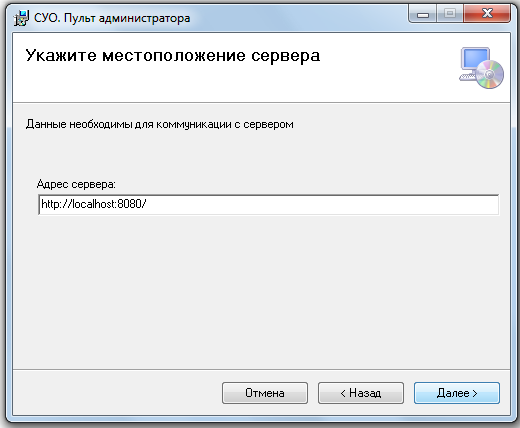 СУО. Пульт администратора
Укажите местоположение сервера
Данные необходимы для коммуникации с сервером
Адрес сервера:
http://localhost:8080/
Отмена
< Назад
Далее >